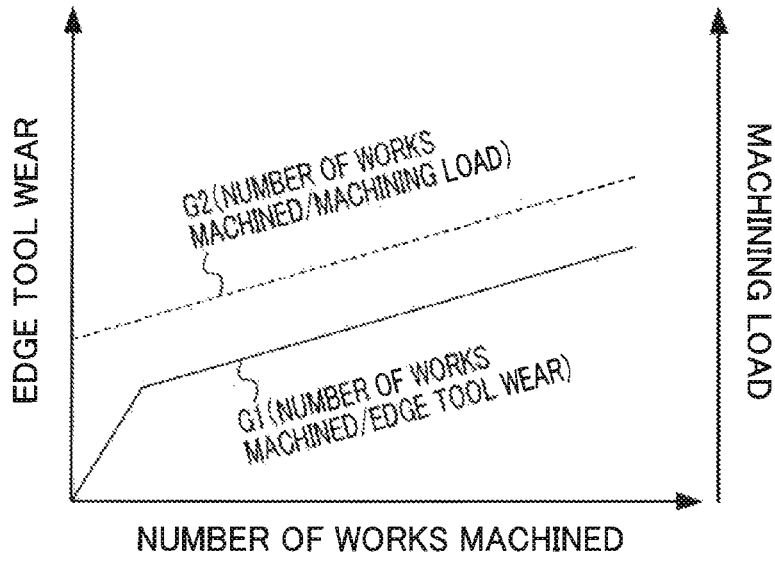 EDGE TOOL WEAR
G2(NUMBER OF WORKS
MACHINED/MACHINING LOAD)
G1(NUMBER OF WORKS
MACHINED/EDGE TOOL WEAR)
MACHINING LOAD
NUMBER OF WORKS MACHINED